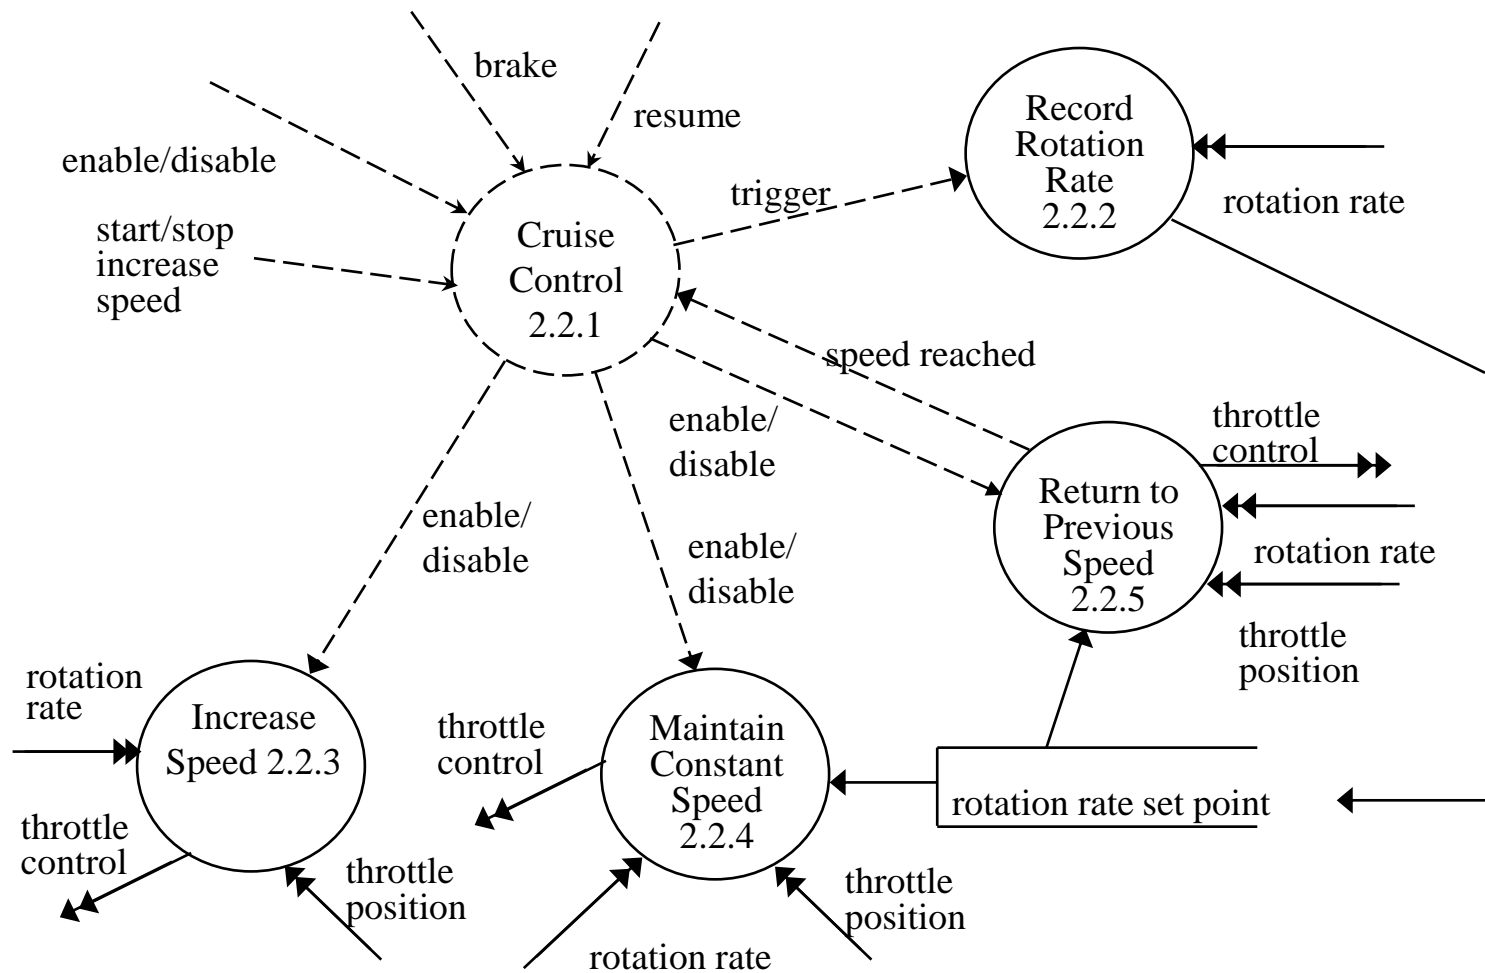 brake
resume
enable/disable
start/stop
increase
speed
Cruise
Control
2.2.1
trigger
Record
Rotation
Rate
2.2.2
rotation rate
speed reached
enable/
disable
enable/
disable
enable/
disable
throttle
control
Return to
Previous
Speed
2.2.5
rotation rate
throttle
position
rotation
rate
Increase
Speed 2.2.3
throttle
control
throttle
position
throttle
control
Maintain
Constant
Speed
2.2.4
rotation rate set point
throttle
position
rotation rate